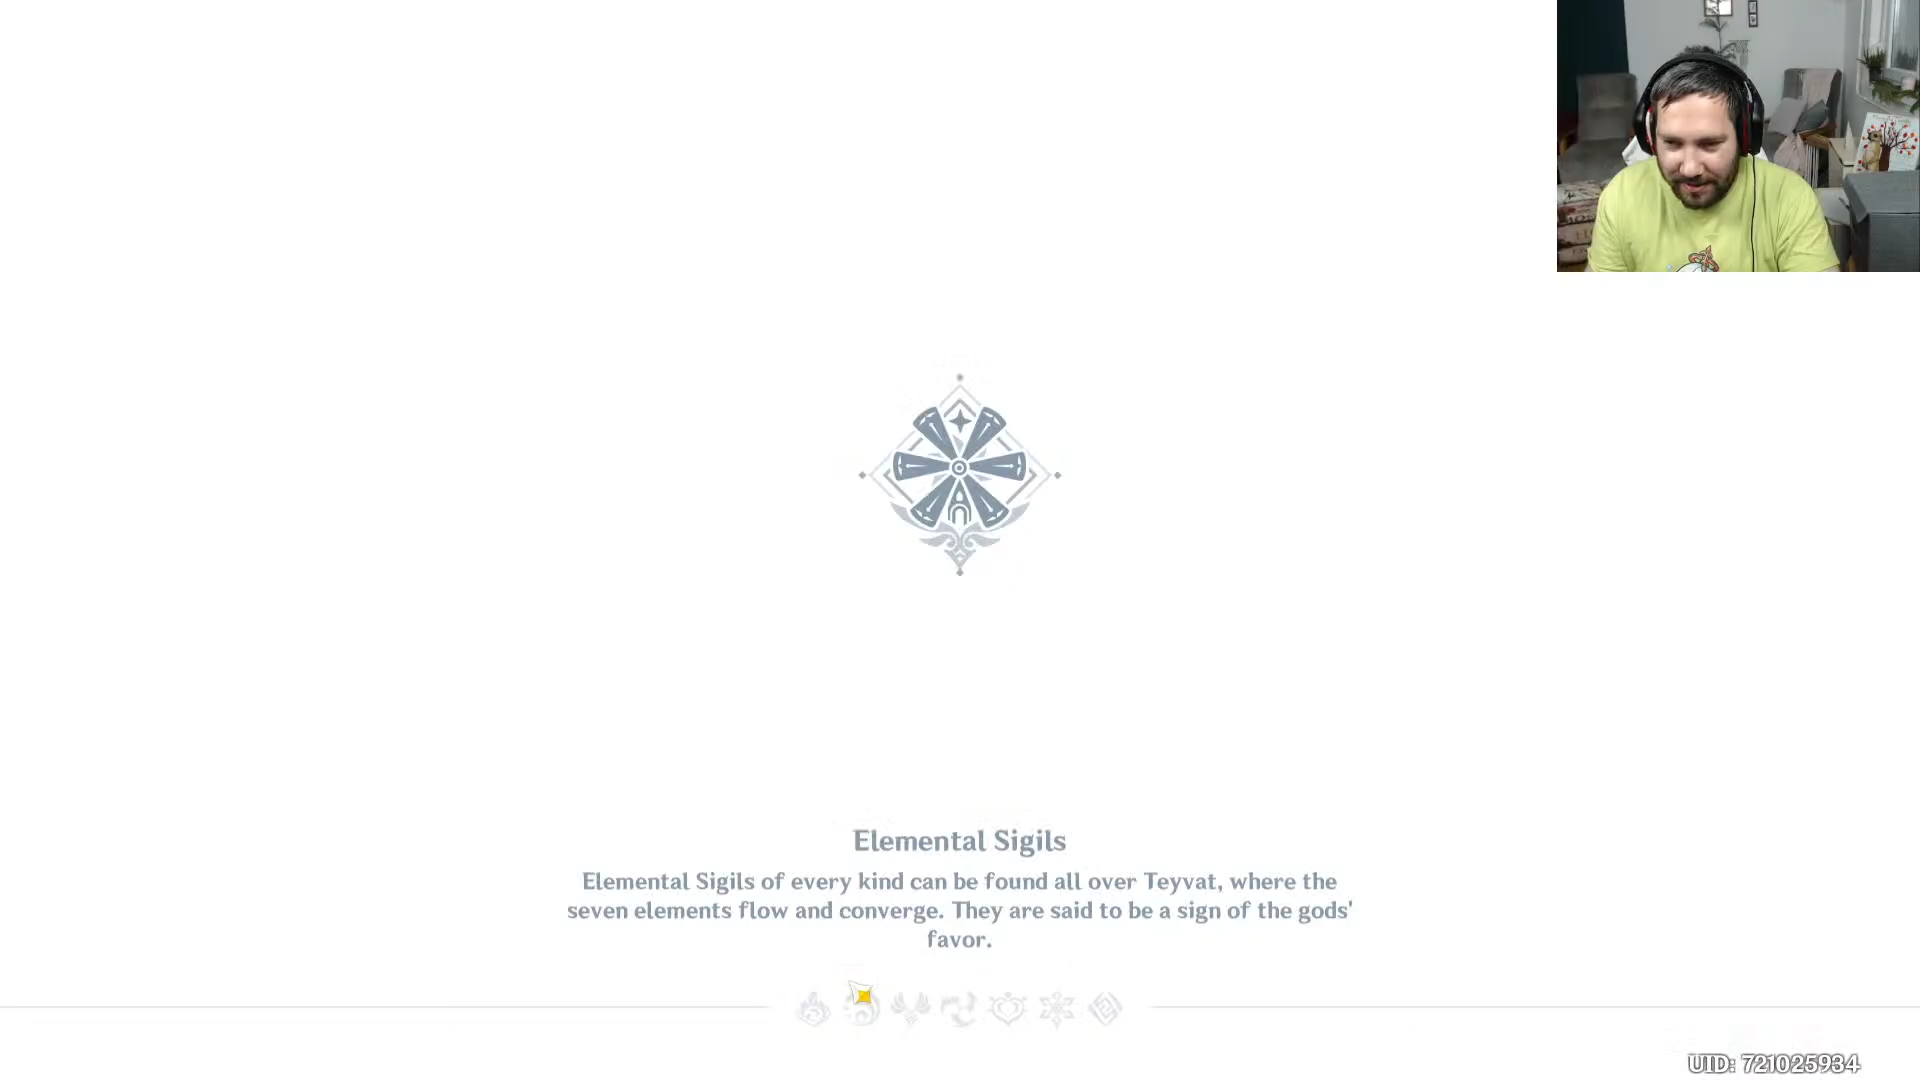 Elemental Sigils
Elemental Sigils of every kind can be found all over Teyvat, where the
seven elements flow and converge. They are said to be a sign of the gods'
favor.
UID: 721025934